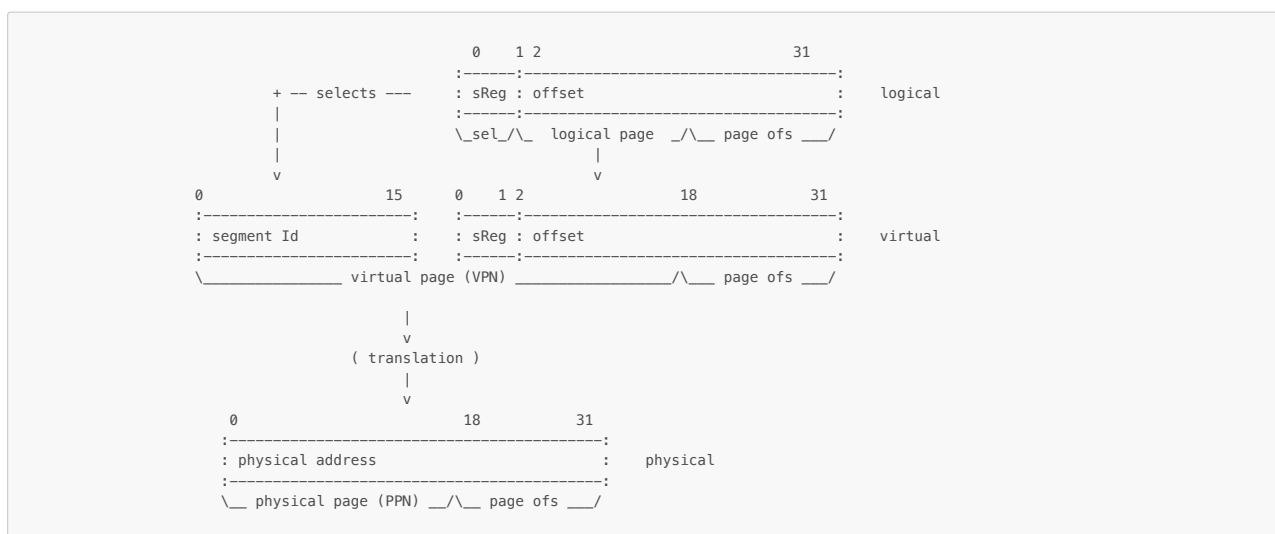 0 1 2 31
:------:------------------------------------:
+ -- selects --- : sReg : offset : logical
| :------:------------------------------------:
| \_sel_/\_ logical page _/\__ page ofs ___/
| |
v v
0 15 0 1 2 18 31
:------------------------: :------:------------------------------------:
: segment Id : : sReg : offset : virtual
:------------------------: :------:------------------------------------:
\________________ virtual page (VPN) __________________/\___ page ofs ___/
|
v
( translation )
|
v
0 18 31
:-------------------------------------------:
: physical address : physical
:-------------------------------------------:
\__ physical page (PPN) __/\__ page ofs ___/